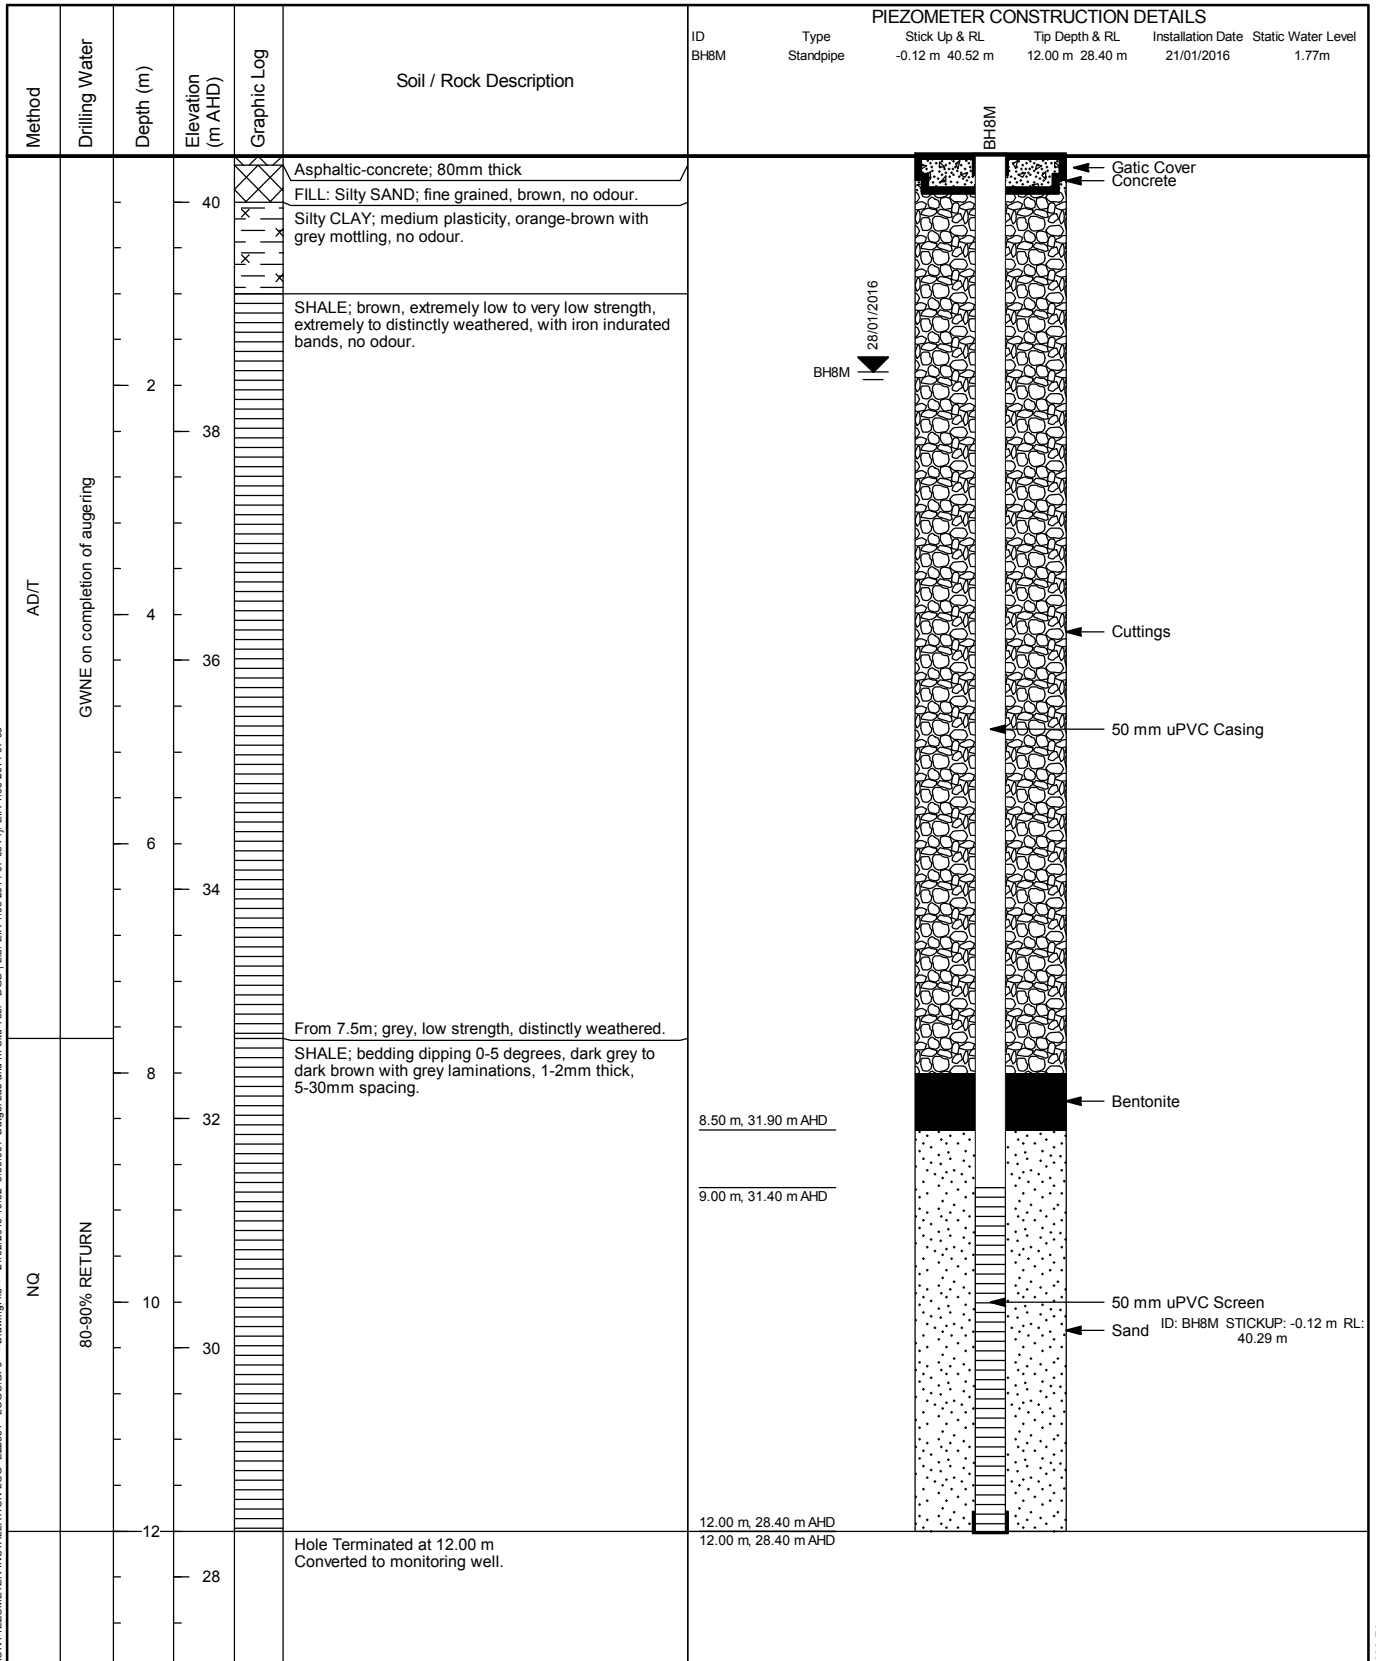 PIEZOMETER CONSTRUCTION DETAILS
ID Type Stick Up & RL Tip Depth & RL Installation Date Static Water Level
BH8M Standpipe -0.12 m 40.52 m 12.00 m 28.40 m 21/01/2016 1.77m
Method
Drilling Water
Depth (m)
Elevation
(m AHD)
Graphic Log
Soil / Rock Description
BH8M
Asphaltic-concrete; 80mm thick
FILL: Silty SAND; fine grained, brown, no odour.
Silty CLAY; medium plasticity, orange-brown with
grey mottling, no odour.
SHALE; brown, extremely low to very low strength,
extremely to distinctly weathered, with iron indurated
bands, no odour.
From 7.5m; grey, low strength, distinctly weathered.
SHALE; bedding dipping 0-5 degrees, dark grey to
dark brown with grey laminations, 1-2mm thick,
5-30mm spacing.
Hole Terminated at 12.00 m
Converted to monitoring well.
AD/T
NQ
GWNE on completion of augering
80-90% RETURN
2
4
6
8
10
12
40
38
36
34
32
30
28
28/01/2016
BH8M
8.50 m, 31.90 m AHD
9.00 m, 31.40 m AHD
12.00 m, 28.40 m AHD
12.00 m, 28.40 m AHD
Gatic Cover
Concrete
Cuttings
50 mm uPVC Casing
Bentonite
50 mm uPVC Screen
Sand
ID: BH8M STICKUP: -0.12 m RL:
40.29 m